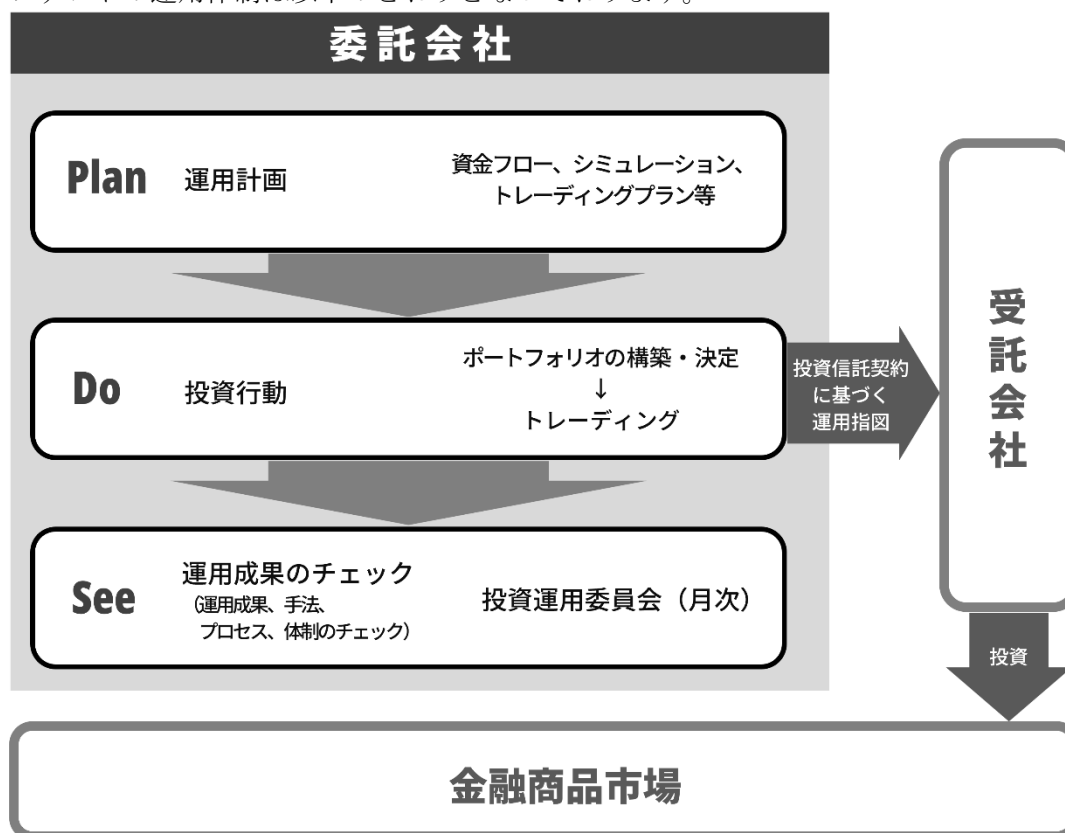 委託会社
Plan 運用計画
資金フロー、シミュレーション、
トレーディングプラン等
Do 投資行動
ポートフォリオの構築・決定
↓
トレーディング
投資信託契約
に基づく
運用指図
受託会社
See 運用成果のチェック
(運用成果、手法、
プロセス、体制のチェック)
投資運用委員会(月次)
投資
金融商品市場